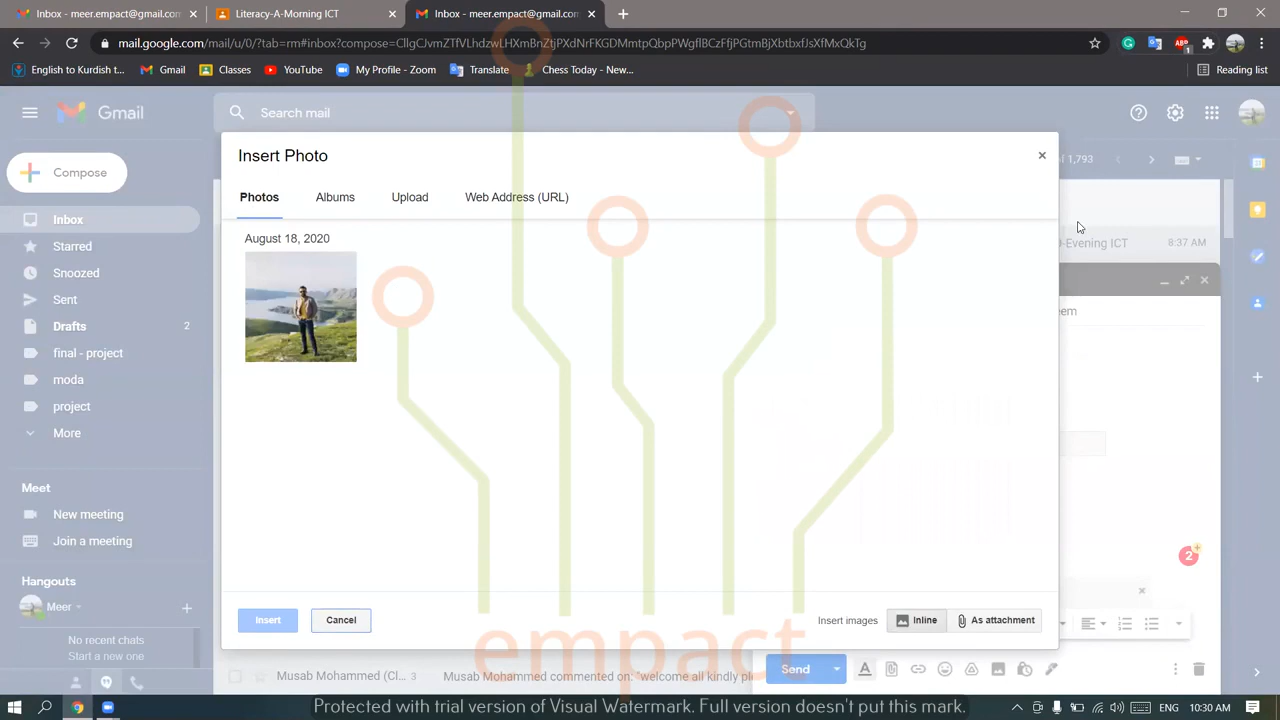 Inbox - meer.empact@gmail.com
Literacy-A-Morning ICT
Inbox - meer.empact@gmail.com
mail.google.com/mail/u/0/?tab=rm#inbox?compose=CllgCJvmZTfVLhdzwLHXmBnZtjPXdNrFKGDMmtpQbpPWgflBCzFfjPGtmBjXbtbxfJsXfMxQkTg
English to Kurdish t...
Gmail
Classes
YouTube
My Profile - Zoom
Translate
Chess Today - New...
Reading list
Gmail
Search mail
Compose
Insert Photo
of 1,793
Photos
Albums
Upload
Web Address (URL)
Inbox
August 18, 2020
-Evening ICT
8:37 AM
Starred
Snoozed
Sent
Drafts
2
final - project
moda
project
More
Meet
New meeting
Join a meeting
2
Hangouts
Meer
Insert
Cancel
Insert images
Inline
As attachment
No recent chats
Start a new one
empact
Musab Mohammed (Cl...
3
Musab Mohammed commented on: "welcome all kindly ple
Send
Protected with trial version of Visual Watermark. Full version doesn't put this mark.
ENG
10:30 AM